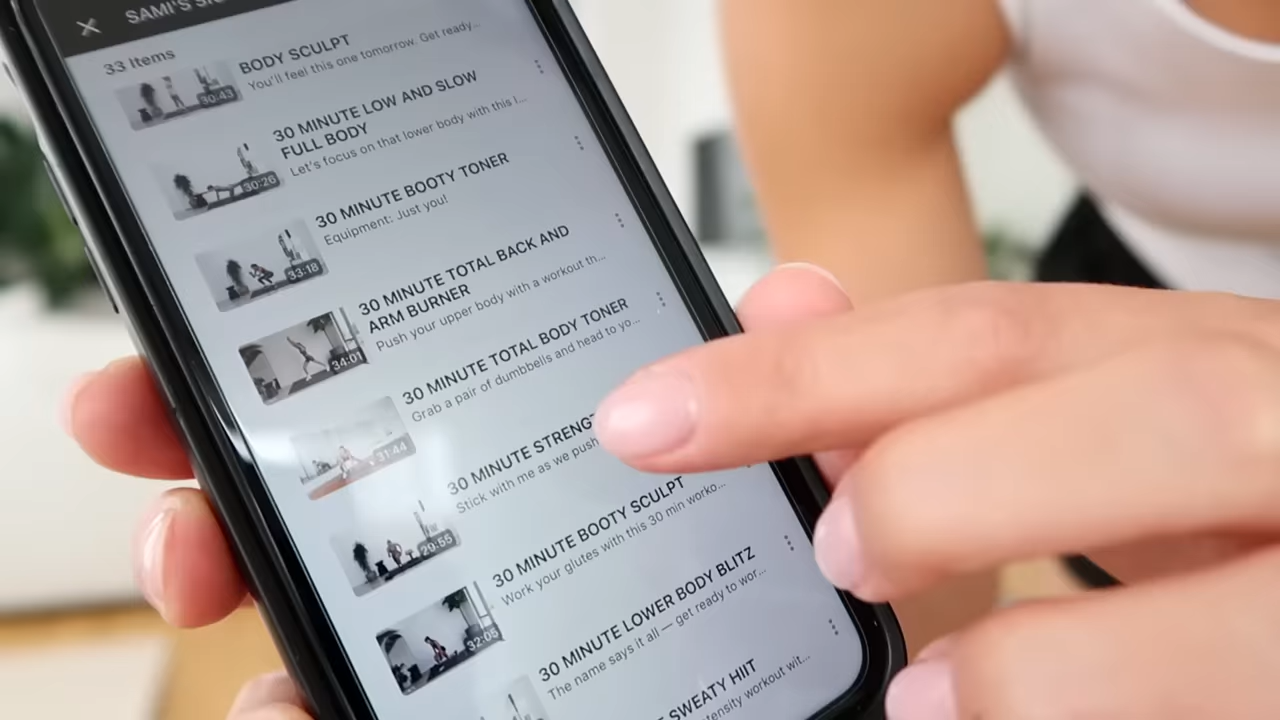 SAMI'S
33 Items
BODY SCULPT
You'll feel this one tomorrow. Get ready...
30:43
30 MINUTE LOW AND SLOW
FULL BODY
Let's focus on that lower body with this l...
30:26
30 MINUTE BOOTY TONER
Equipment: Just you!
33:18
30 MINUTE TOTAL BACK AND
ARM BURNER
Push your upper body with a workout th...
34:01
30 MINUTE TOTAL BODY TONER
Grab a pair of dumbbells and head to yo...
31:44
30 MINUTE STRENGT
Stick with me as we push
29:55
30 MINUTE BOOTY SCULPT
Work your glutes with this 30 min worko...
32:05
30 MINUTE LOWER BODY BLITZ
The name says it all — get ready to wor...
SWEATY HIIT
workout wit...